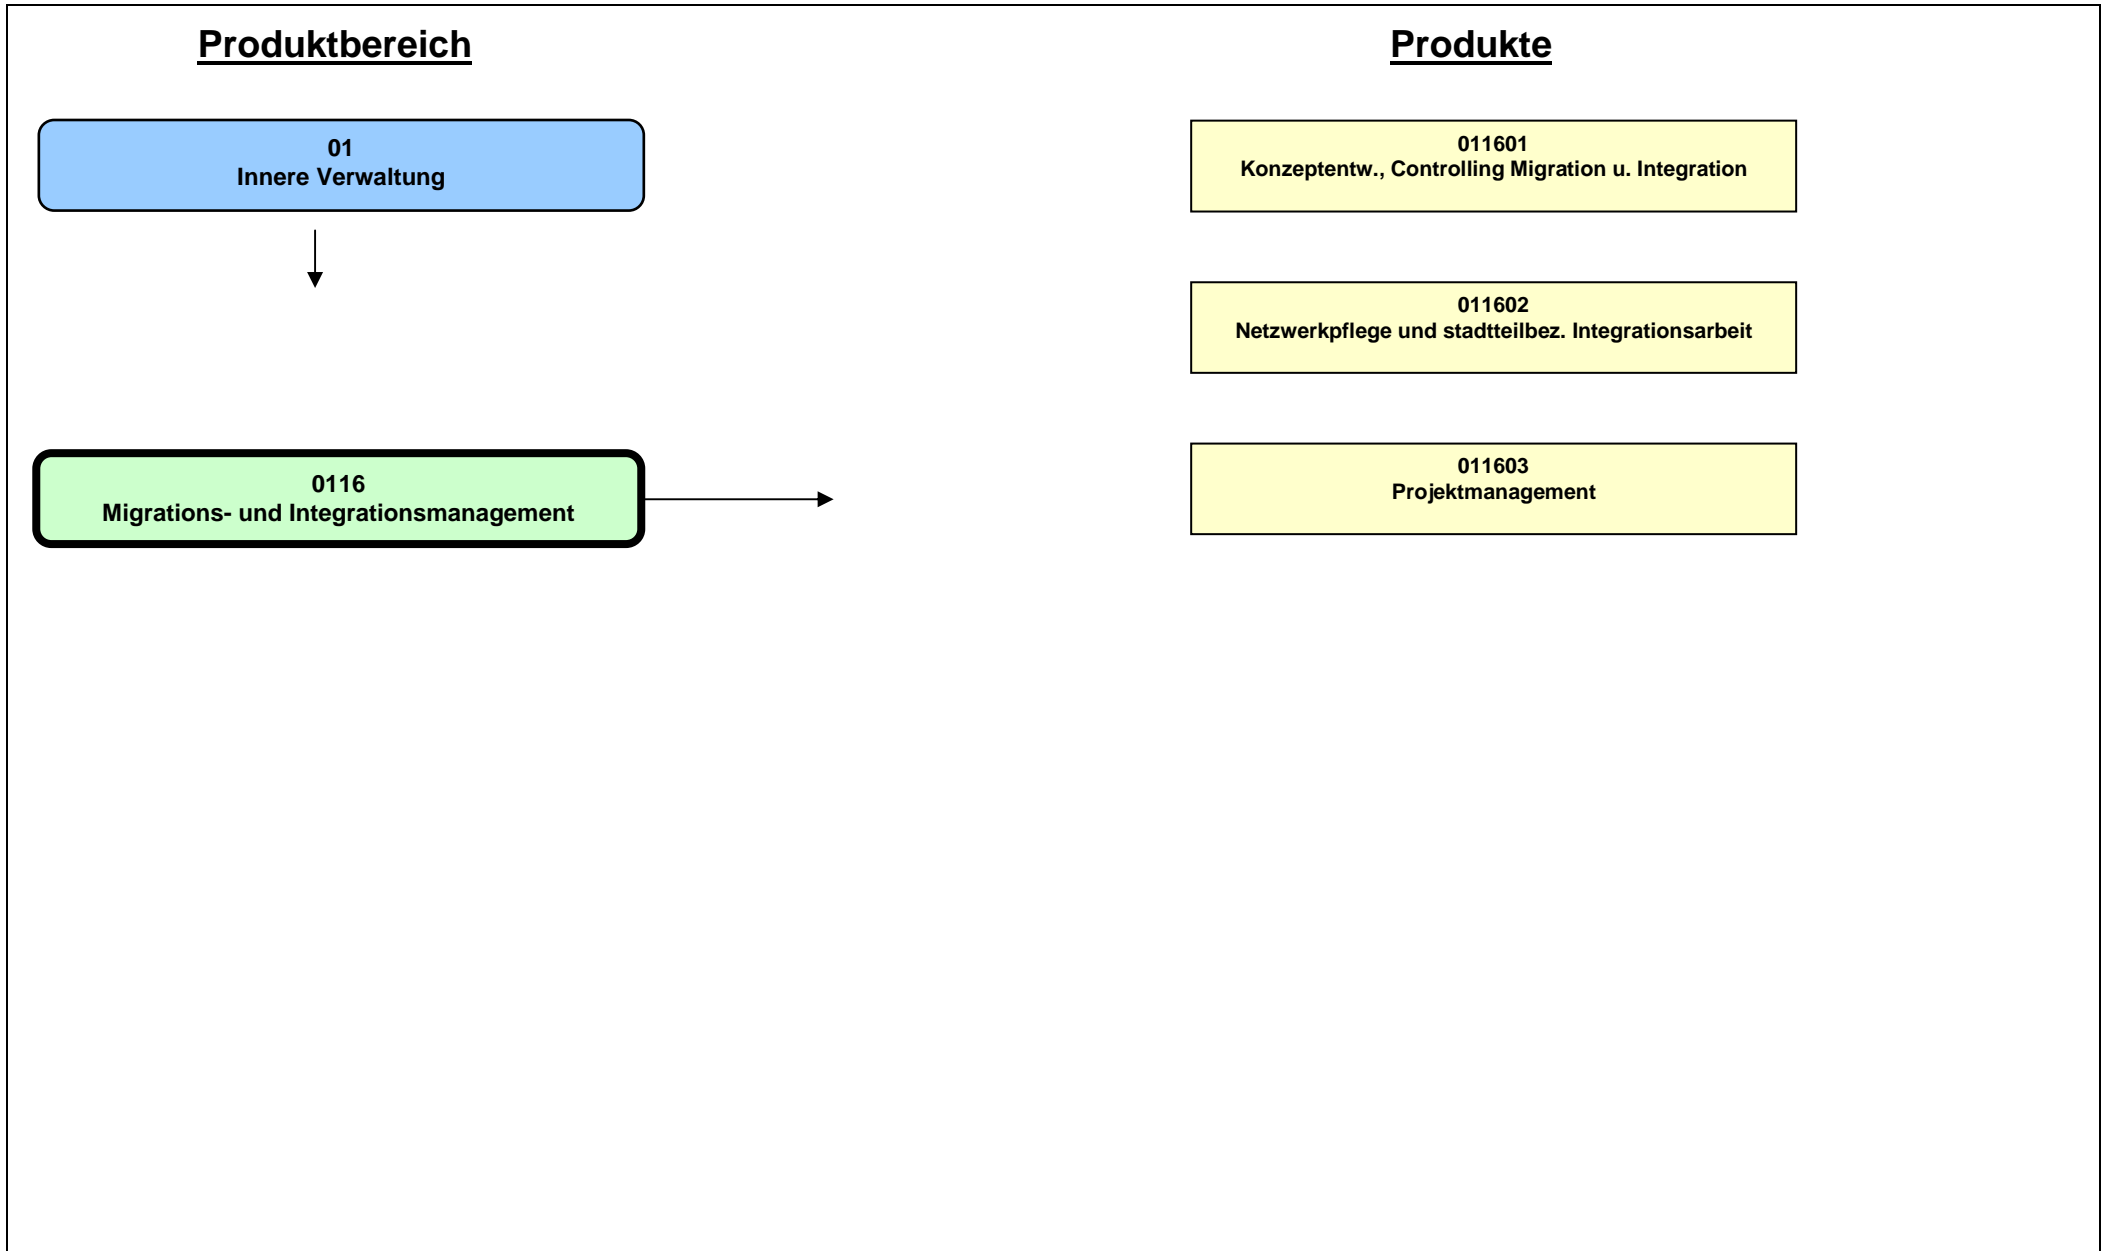 Produktbereich
Produkte
01
Innere Verwaltung
0116
Migrations- und Integrationsmanagement
011601
Konzeptentw., Controlling Migration u. Integration
011602
Netzwerkpflege und stadtteilbez. Integrationsarbeit
011603
Projektmanagement